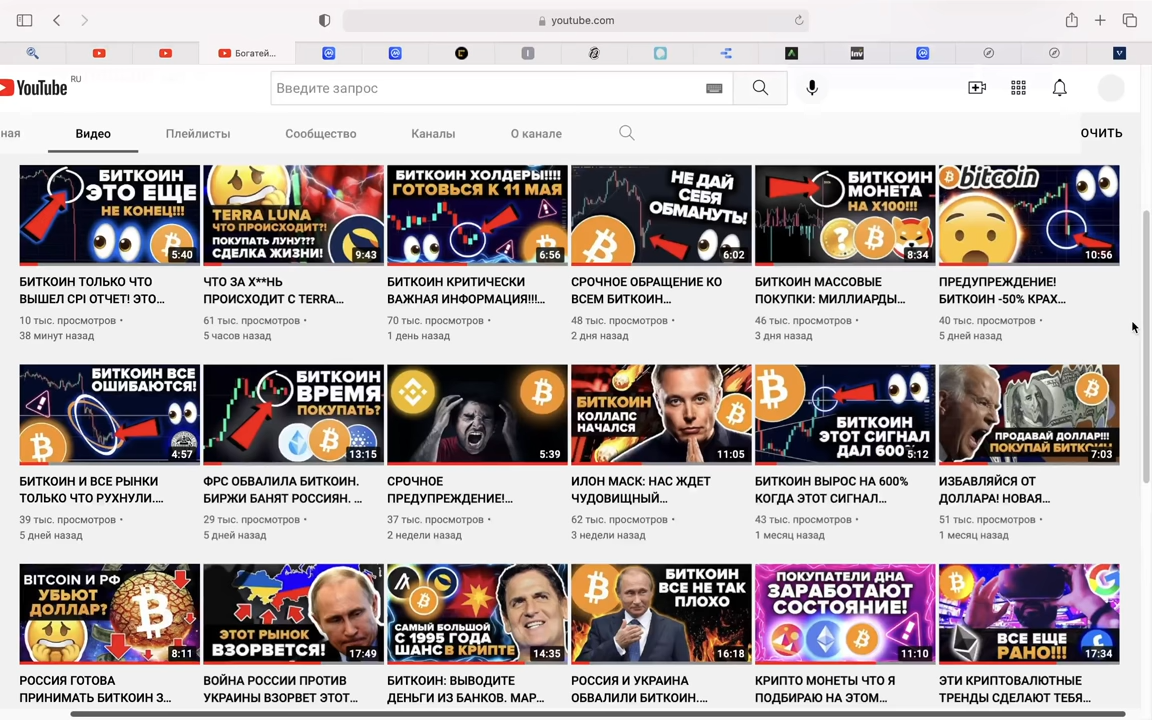 youtube.com
Богатей...
YouTube RU
Введите запрос
ная
Видео
Плейлисты
Сообщество
Каналы
О канале
ОЧИТЬ
БИТКОИН
ЭТО ЕЩЕ
НЕ КОНЕЦ!!!
5:40
TERRA LUNA
ЧТО ПРОИСХОДИТ?!
ПОКУПАТЬ ЛУНУ???
СДЕЛКА ЖИЗНИ!
9:43
БИТКОИН ХОЛДЕРЫ!!!!
ГОТОВЬСЯ К 11 МАЯ
6:56
НЕ ДАЙ
СЕБЯ
ОБМАНУТЬ!
6:02
БИТКОИН
МОНЕТА
НА Х100!!!
8:34
bitcoin
10:56
БИТКОИН ТОЛЬКО ЧТО
ВЫШЕЛ CPI ОТЧЕТ! ЭТО...
10 тыс. просмотров •
38 минут назад
ЧТО ЗА Х**НЬ
ПРОИСХОДИТ С TERRA...
61 тыс. просмотров •
5 часов назад
БИТКОИН КРИТИЧЕСКИ
ВАЖНАЯ ИНФОРМАЦИЯ!!!...
70 тыс. просмотров •
1 день назад
СРОЧНОЕ ОБРАЩЕНИЕ КО
ВСЕМ БИТКОИН...
48 тыс. просмотров •
2 дня назад
БИТКОИН МАССОВЫЕ
ПОКУПКИ: МИЛЛИАРДЫ...
46 тыс. просмотров •
3 дня назад
ПРЕДУПРЕЖДЕНИЕ!
БИТКОИН -50% КРАХ...
40 тыс. просмотров •
5 дней назад
БИТКОИН ВСЕ
ОШИБАЮТСЯ!
4:57
БИТКОИН
ВРЕМЯ
ПОКУПАТЬ?
13:15
5:39
БИТКОИН
КОЛЛАПС
НАЧАЛСЯ
11:05
БИТКОИН
ЭТОТ СИГНАЛ
ДАЛ 600
5:12
ПРОДАВАЙ ДОЛЛАР!!!
ПОКУПАЙ БИТКОИН
7:03
БИТКОИН И ВСЕ РЫНКИ
ТОЛЬКО ЧТО РУХНУЛИ....
39 тыс. просмотров •
5 дней назад
ФРС ОБВАЛИЛА БИТКОИН.
БИРЖИ БАНЯТ РОССИЯН. ...
29 тыс. просмотров •
5 дней назад
СРОЧНОЕ
ПРЕДУПРЕЖДЕНИЕ!...
37 тыс. просмотров •
2 недели назад
ИЛОН МАСК: НАС ЖДЕТ
ЧУДОВИЩНЫЙ...
62 тыс. просмотров •
3 недели назад
БИТКОИН ВЫРОС НА 600%
КОГДА ЭТОТ СИГНАЛ...
43 тыс. просмотров •
1 месяц назад
ИЗБАВЛЯЙСЯ ОТ
ДОЛЛАРА! НОВАЯ...
51 тыс. просмотров •
1 месяц назад
BITCOIN И РФ
УБЬЮТ
ДОЛЛАР?
8:11
ЭТОТ РЫНОК
ВЗОРВЕТСЯ!
17:49
САМЫЙ БОЛЬШОЙ
С 1995 ГОДА
ШАНС В КРИПТЕ
14:35
БИТКОИН
ВСЕ НЕ ТАК
ПЛОХО
16:18
ПОКУПАТЕЛИ ДНА
ЗАРАБОТАЮТ
СОСТОЯНИЕ!
11:10
ВСЕ ЕЩЕ
РАНО!!!
17:34
РОССИЯ ГОТОВА
ПРИНИМАТЬ БИТКОИН З...
ВОЙНА РОССИИ ПРОТИВ
УКРАИНЫ ВЗОРВЕТ ЭТОТ...
БИТКОИН: ВЫВОДИТЕ
ДЕНЬГИ ИЗ БАНКОВ. МАР...
РОССИЯ И УКРАИНА
ОБВАЛИЛИ БИТКОИН....
КРИПТО МОНЕТЫ ЧТО Я
ПОДБИРАЮ НА ЭТОМ...
ЭТИ КРИПТОВАЛЮТНЫЕ
ТРЕНДЫ СДЕЛАЮТ ТЕБЯ...